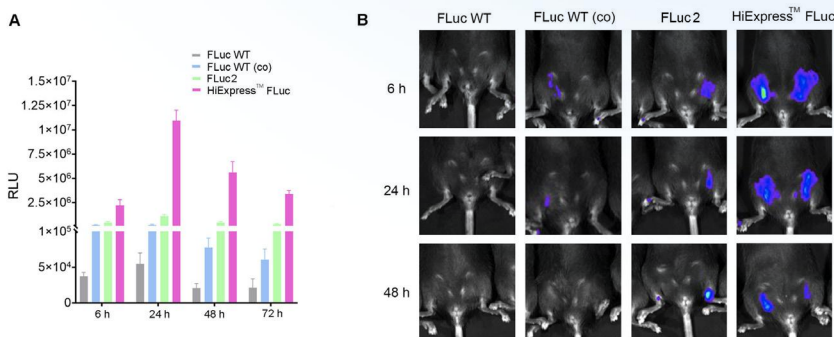 A
FLuc WT
FLuc WT (co)
FLuc2
HiExpress™ FLuc
RLU
1.5×10⁷
1.25×10⁷
1×10⁷
7.5×10⁶
5×10⁶
2.5×10⁶
1×10⁵
5×10⁴
0
6 h 24 h 48 h 72 h
B
FLuc WT FLuc WT (co) FLuc2 HiExpress™ FLuc
6 h
24 h
48 h